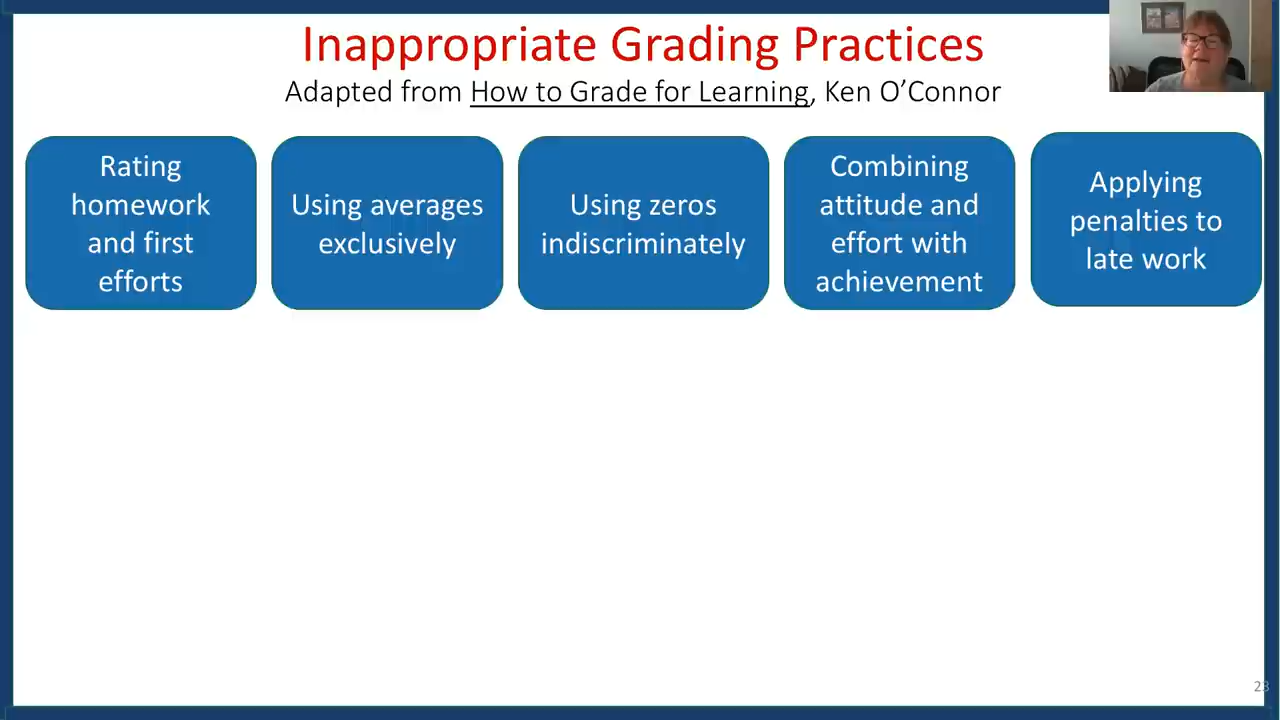 Inappropriate Grading Practices
Adapted from How to Grade for Learning, Ken O’Connor
Rating
homework
and first
efforts
Using averages
exclusively
Using zeros
indiscriminately
Combining
attitude and
effort with
achievement
Applying
penalties to
late work
23